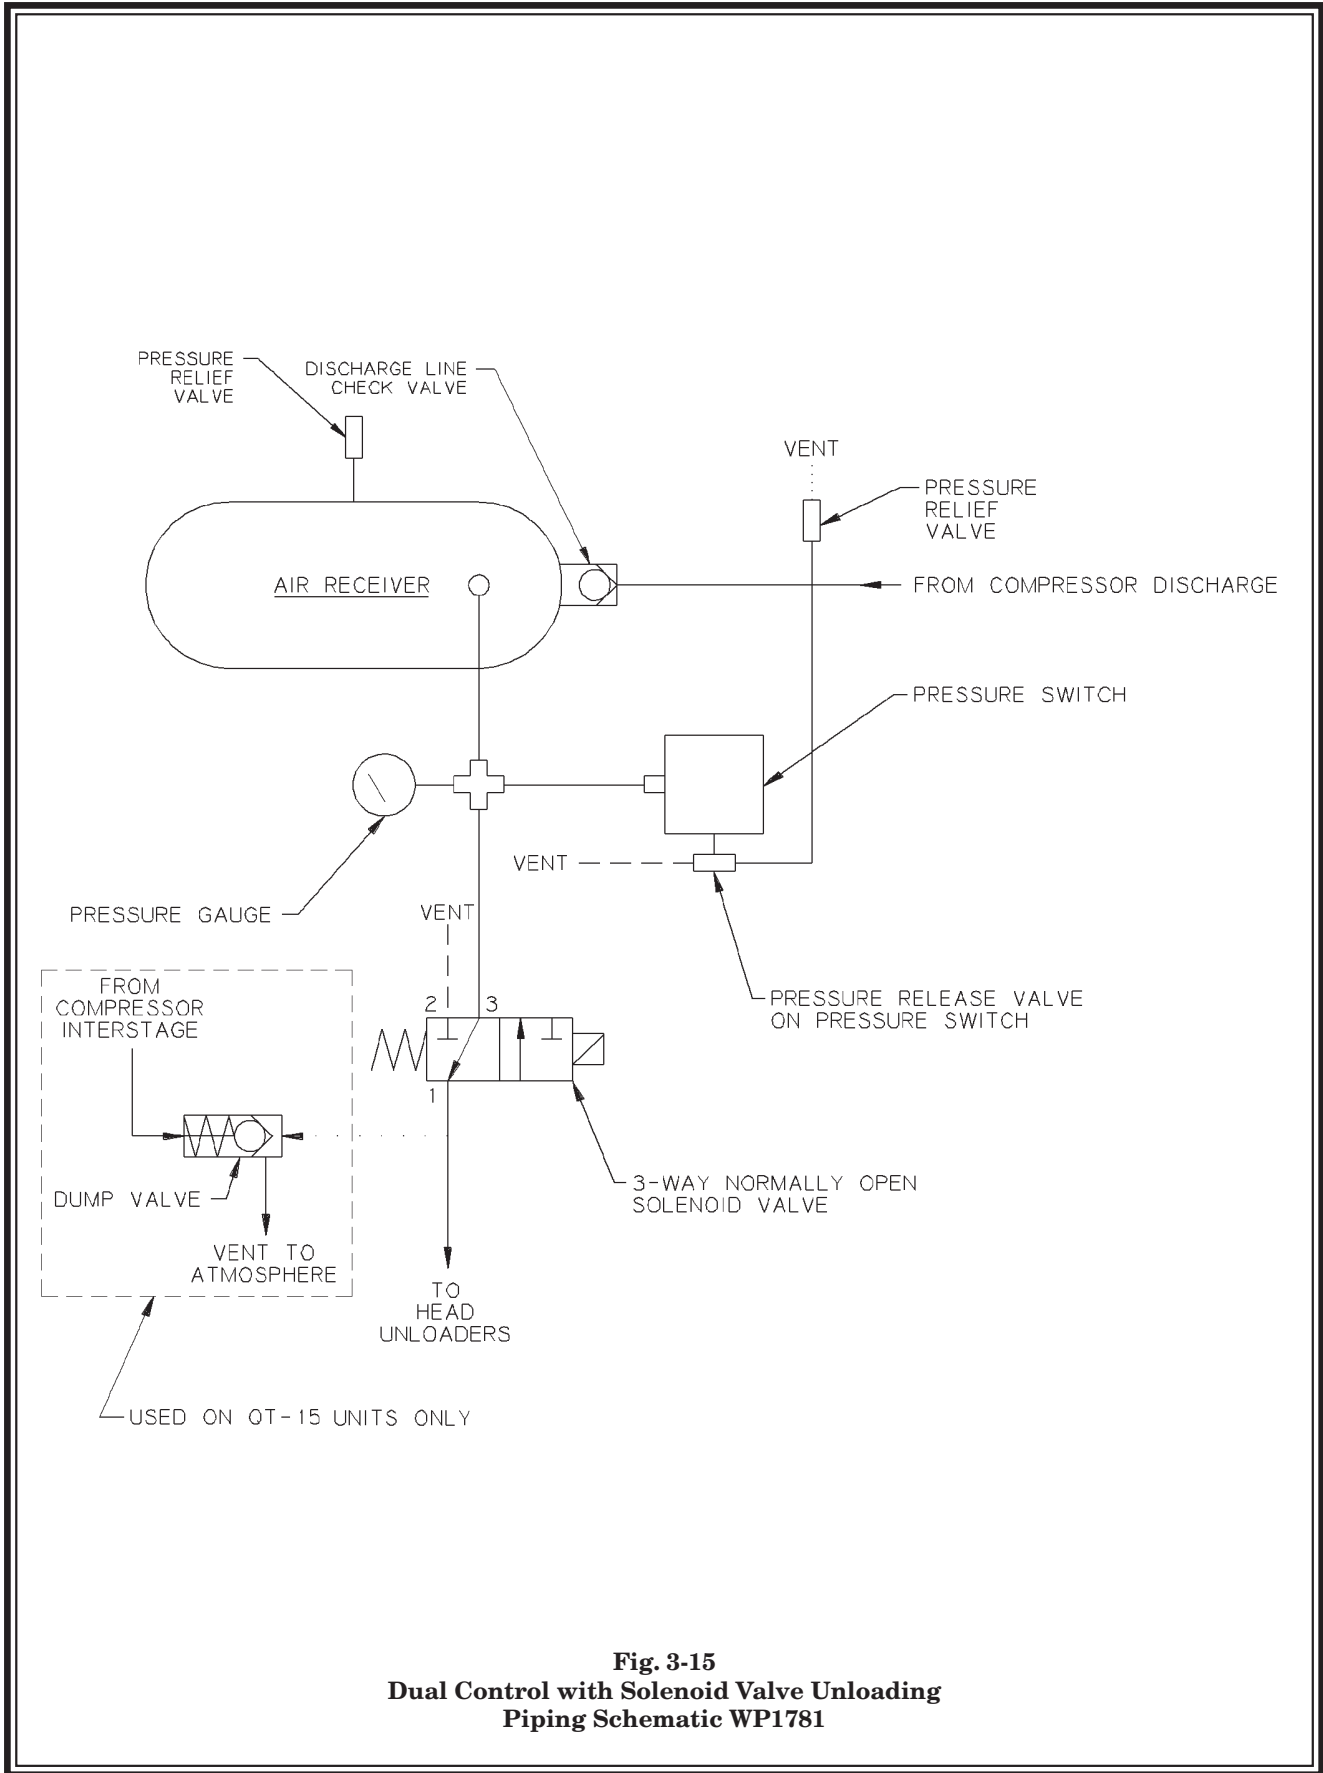 PRESSURE
RELIEF
VALVE
DISCHARGE LINE
CHECK VALVE
VENT
PRESSURE
RELIEF
VALVE
AIR RECEIVER
FROM COMPRESSOR DISCHARGE
PRESSURE SWITCH
VENT
PRESSURE GAUGE
VENT
FROM
COMPRESSOR
INTERSTAGE
2 3
PRESSURE RELEASE VALVE
ON PRESSURE SWITCH
1
DUMP VALVE
3-WAY NORMALLY OPEN
SOLENOID VALVE
VENT TO
ATMOSPHERE
TO
HEAD
UNLOADERS
USED ON QT-15 UNITS ONLY
Fig. 3-15
Dual Control with Solenoid Valve Unloading
Piping Schematic WP1781